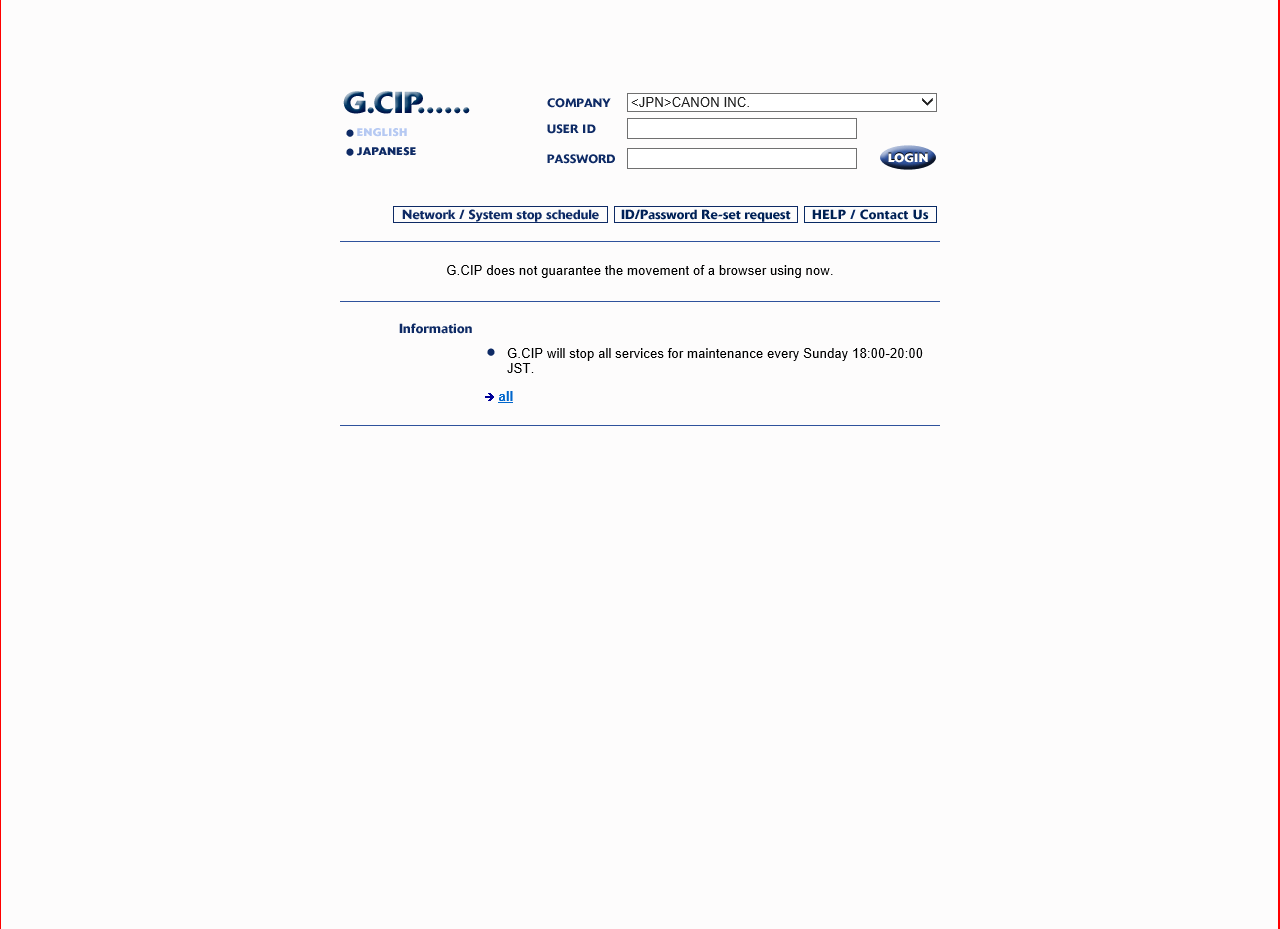 G.CIP......
COMPANY
<JPN>CANON INC.
ENGLISH
USER ID
JAPANESE
PASSWORD
LOGIN
Network / System stop schedule
ID/Password Re-set request
HELP / Contact Us
G.CIP does not guarantee the movement of a browser using now.
Information
G.CIP will stop all services for maintenance every Sunday 18:00-20:00
JST.
all